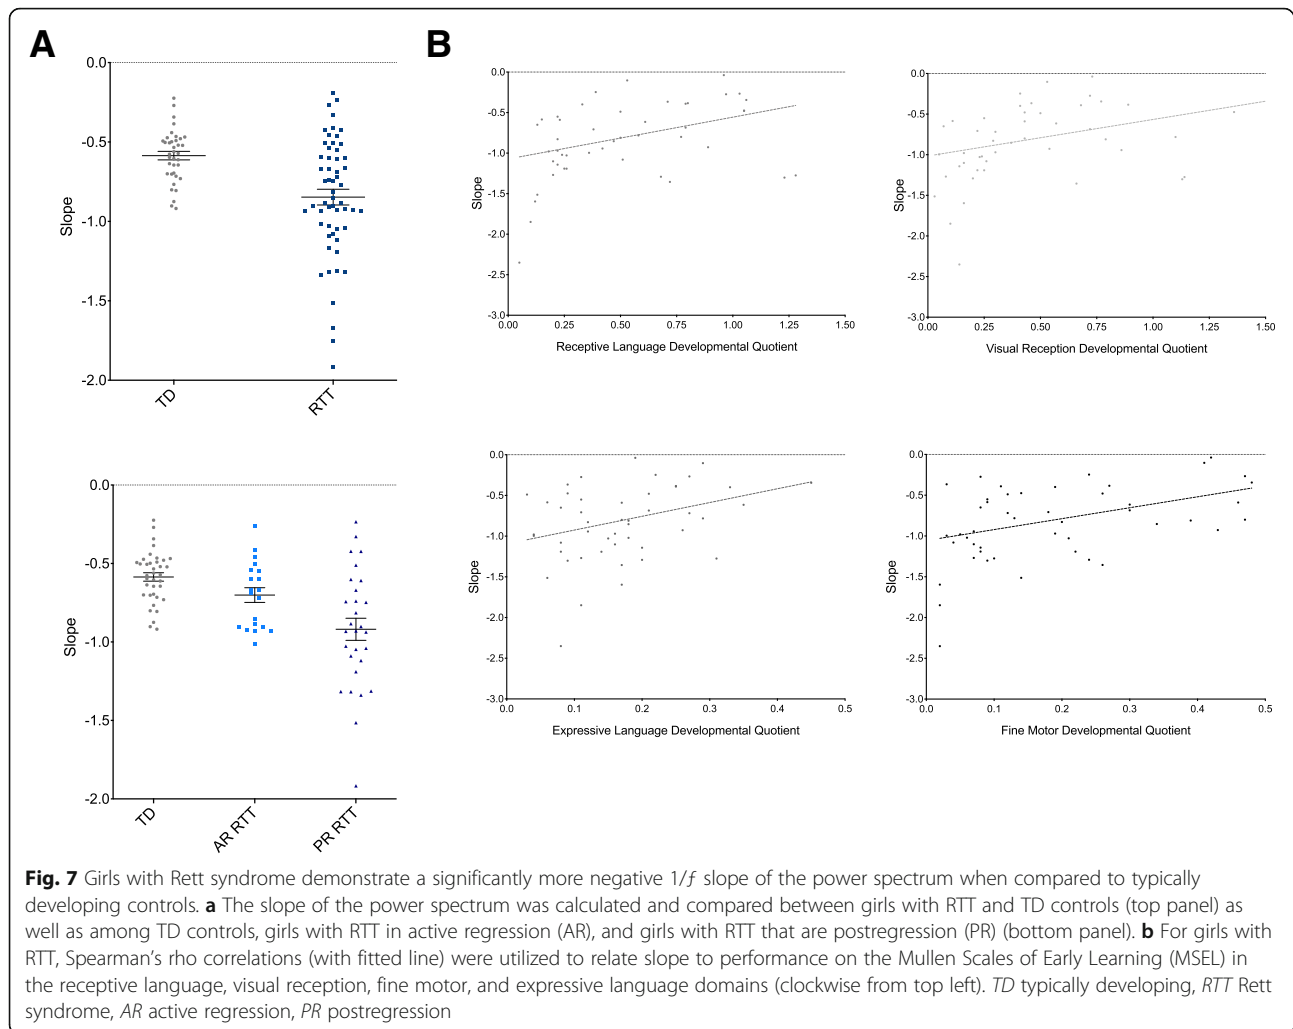 A
B
0.0
-0.5
-1.0
-1.5
-2.0
Slope
TD
RTT
0.0
-0.5
-1.0
-1.5
-2.0
-2.5
-3.0
Slope
0.00 0.25 0.50 0.75 1.00 1.25 1.50
Receptive Language Developmental Quotient
0.0
-0.5
-1.0
-1.5
-2.0
-2.5
-3.0
Slope
0.00 0.25 0.50 0.75 1.00 1.25 1.50
Visual Reception Developmental Quotient
0.0
-0.5
-1.0
-1.5
-2.0
Slope
TD
AR RTT
PR RTT
0.0
-0.5
-1.0
-1.5
-2.0
-2.5
-3.0
Slope
0.0 0.1 0.2 0.3 0.4 0.5
Expressive Language Developmental Quotient
0.0
-0.5
-1.0
-1.5
-2.0
-2.5
-3.0
Slope
0.0 0.1 0.2 0.3 0.4 0.5
Fine Motor Developmental Quotient
Fig. 7 Girls with Rett syndrome demonstrate a significantly more negative 1/ƒ slope of the power spectrum when compared to typically
developing controls. a The slope of the power spectrum was calculated and compared between girls with RTT and TD controls (top panel) as
well as among TD controls, girls with RTT in active regression (AR), and girls with RTT that are postregression (PR) (bottom panel). b For girls with
RTT, Spearman's rho correlations (with fitted line) were utilized to relate slope to performance on the Mullen Scales of Early Learning (MSEL) in
the receptive language, visual reception, fine motor, and expressive language domains (clockwise from top left). TD typically developing, RTT Rett
syndrome, AR active regression, PR postregression